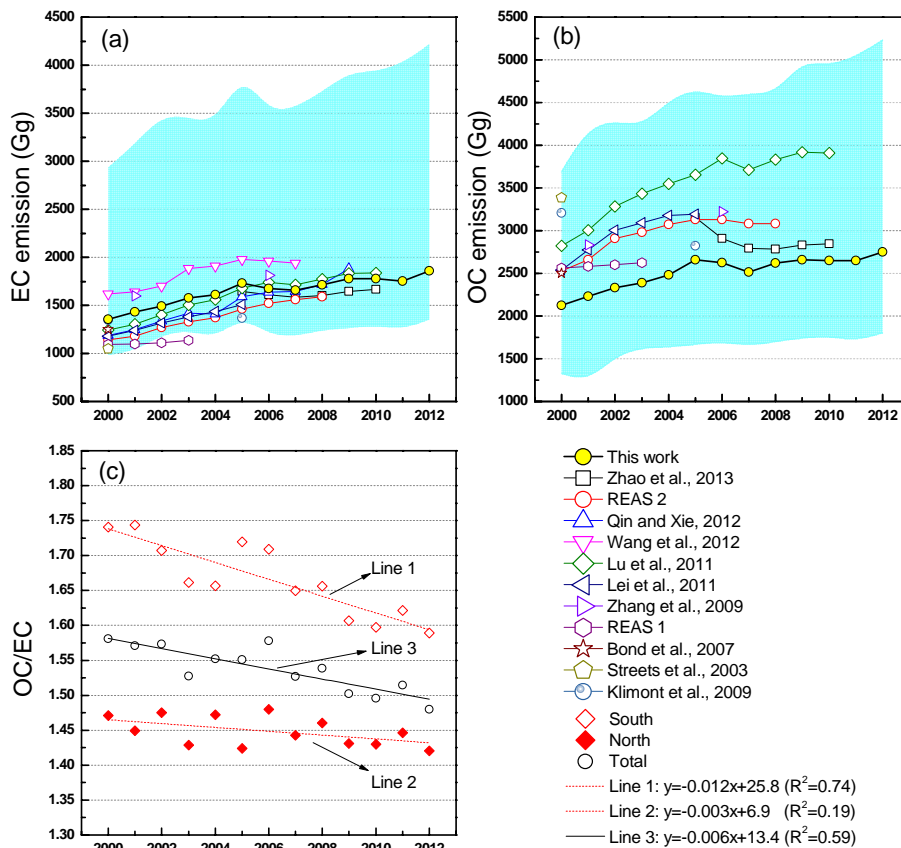 (a)
EC emission (Gg)
4500
4000
3500
3000
2500
2000
1500
1000
500
2000 2002 2004 2006 2008 2010 2012
(b)
OC emission (Gg)
5500
5000
4500
4000
3500
3000
2500
2000
1500
1000
2000 2002 2004 2006 2008 2010 2012
(c)
OC/EC
1.85
1.80
1.75
1.70
1.65
1.60
1.55
1.50
1.45
1.40
1.35
1.30
Line 1
Line 3
Line 2
2000 2002 2004 2006 2008 2010 2012
This work
Zhao et al., 2013
REAS 2
Qin and Xie, 2012
Wang et al., 2012
Lu et al., 2011
Lei et al., 2011
Zhang et al., 2009
REAS 1
Bond et al., 2007
Streets et al., 2003
Klimont et al., 2009
South
North
Total
Line 1: y=-0.012x+25.8 (R²=0.74)
Line 2: y=-0.003x+6.9 (R²=0.19)
Line 3: y=-0.006x+13.4 (R²=0.59)